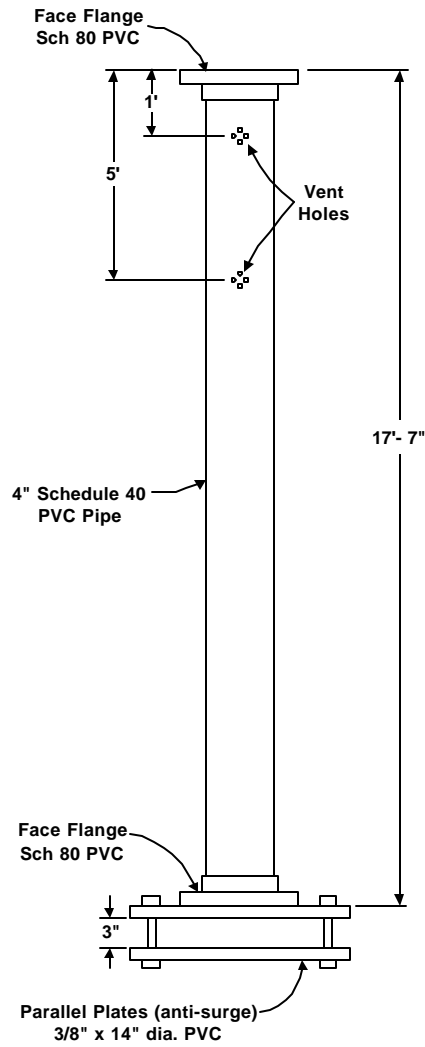 Face Flange
Sch 80 PVC
1'
5'
Vent
Holes
17'- 7"
4" Schedule 40
PVC Pipe
Face Flange
Sch 80 PVC
3"
Parallel Plates (anti-surge)
3/8" x 14" dia. PVC